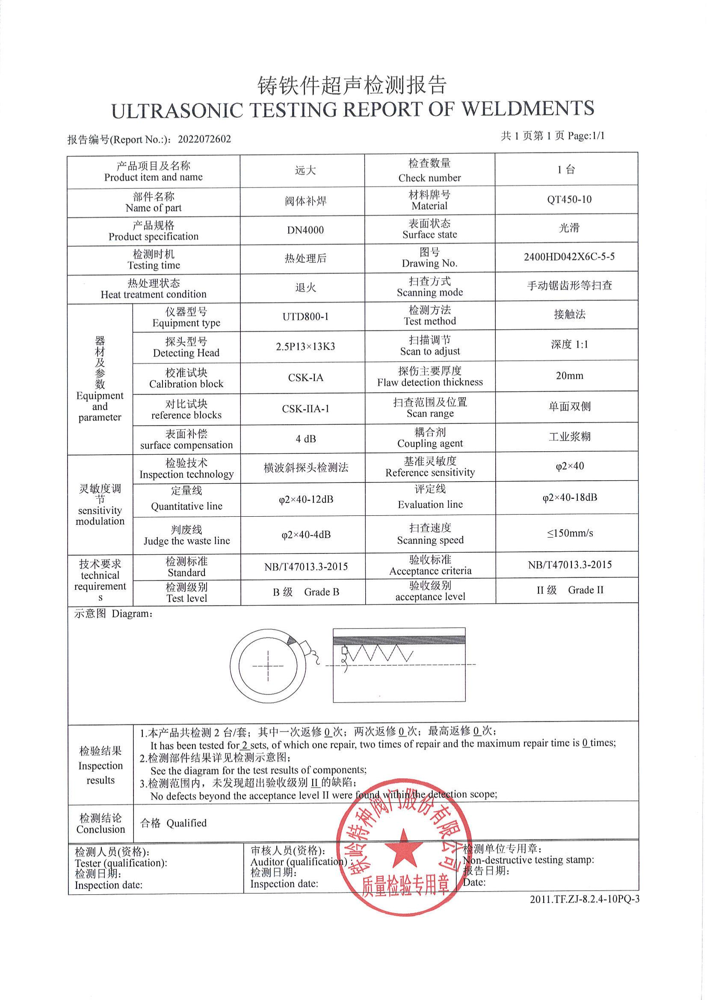 铸铁件超声检测报告
ULTRASONIC TESTING REPORT OF WELDMENTS
报告编号(Report No.:): 2022072602
共 1 页第 1 页 Page:1/1
产品项目及名称
Product item and name
远大
检查数量
Check number
1 台
部件名称
Name of part
阀体补焊
材料牌号
Material
QT450-10
产品规格
Product specification
DN4000
表面状态
Surface state
光滑
检测时机
Testing time
热处理后
图号
Drawing No.
2400HD042X6C-5-5
热处理状态
Heat treatment condition
退火
扫查方式
Scanning mode
手动锯齿形等扫查
器
材
及
参
数
Equipment
and
parameter
仪器型号
Equipment type
UTD800-1
检测方法
Test method
接触法
探头型号
Detecting Head
2.5P13×13K3
扫描调节
Scan to adjust
深度 1:1
校准试块
Calibration block
CSK-IA
探伤主要厚度
Flaw detection thickness
20mm
对比试块
reference blocks
CSK-IIA-1
扫查范围及位置
Scan range
单面双侧
表面补偿
surface compensation
4 dB
耦合剂
Coupling agent
工业浆糊
灵敏度调
节
sensitivity
modulation
检验技术
Inspection technology
横波斜探头检测法
基准灵敏度
Reference sensitivity
φ2×40
定量线
Quantitative line
φ2×40-12dB
评定线
Evaluation line
φ2×40-18dB
判废线
Judge the waste line
φ2×40-4dB
扫查速度
Scanning speed
≤150mm/s
技术要求
technical
requirement
s
检测标准
Standard
NB/T47013.3-2015
验收标准
Acceptance criteria
NB/T47013.3-2015
检测级别
Test level
B 级 Grade B
验收级别
acceptance level
II 级 Grade II
示意图 Diagram:
检验结果
Inspection
results
1.本产品共检测 2 台/套；其中一次返修 0 次；两次返修 0 次；最高返修 0 次；
It has been tested for 2 sets, of which one repair, two times of repair and the maximum repair time is 0 times;
2.检测部件结果详见检测示意图；
See the diagram for the test results of components;
3.检测范围内，未发现超出验收级别 II 的缺陷；
No defects beyond the acceptance level II were found within the detection scope;
检测结论
Conclusion
合格 Qualified
检测人员(资格):
Tester (qualification):
检测日期:
Inspection date:
审核人员(资格):
Auditor (qualification) :
检测日期:
Inspection date:
检测单位专用章:
Non-destructive testing stamp:
报告日期:
Date:
铁岭特种阀门股份有限公司
质量检验专用章
2011.TF.ZJ-8.2.4-10PQ-3